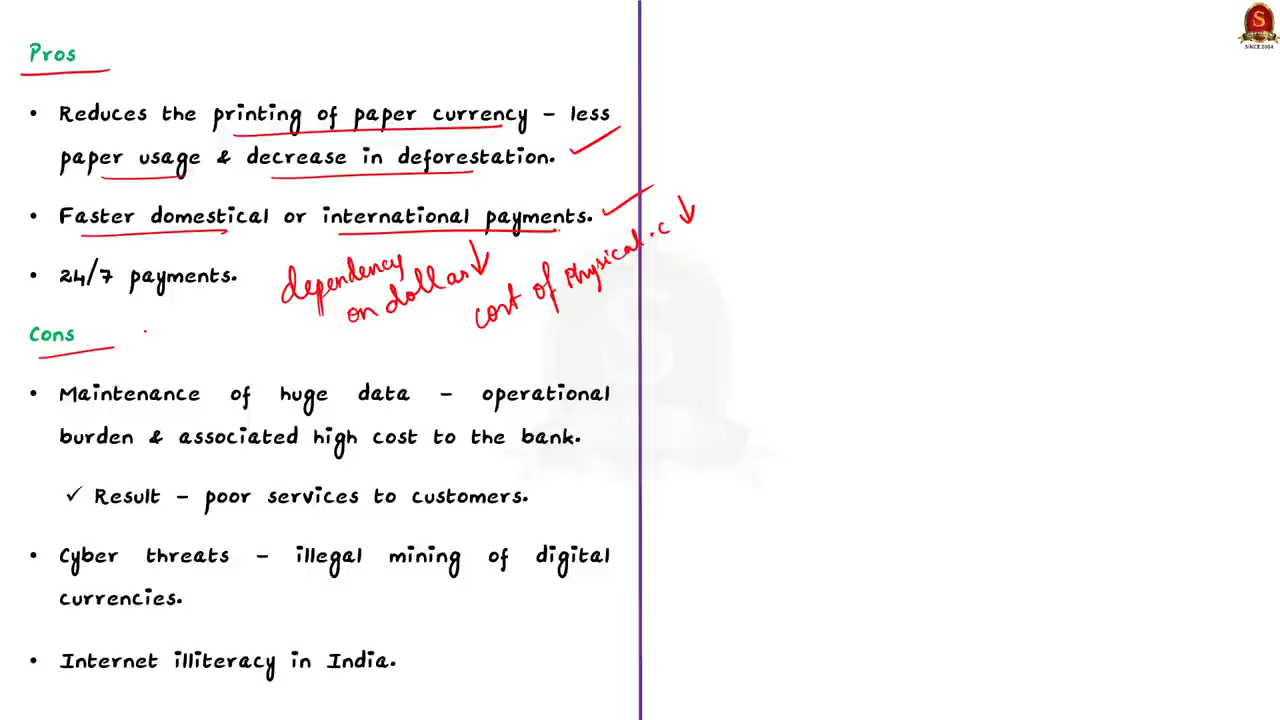 Pros
• Reduces the printing of paper currency – less
paper usage & decrease in deforestation.
• Faster domestical or international payments.
• 24/7 payments.
dependency
on dollar ↓
cost of Physical.c ↓
Cons
• Maintenance of huge data – operational
burden & associated high cost to the bank.
✓ Result – poor services to customers.
• Cyber threats – illegal mining of digital
currencies.
• Internet illiteracy in India.
S
SINCE 2004